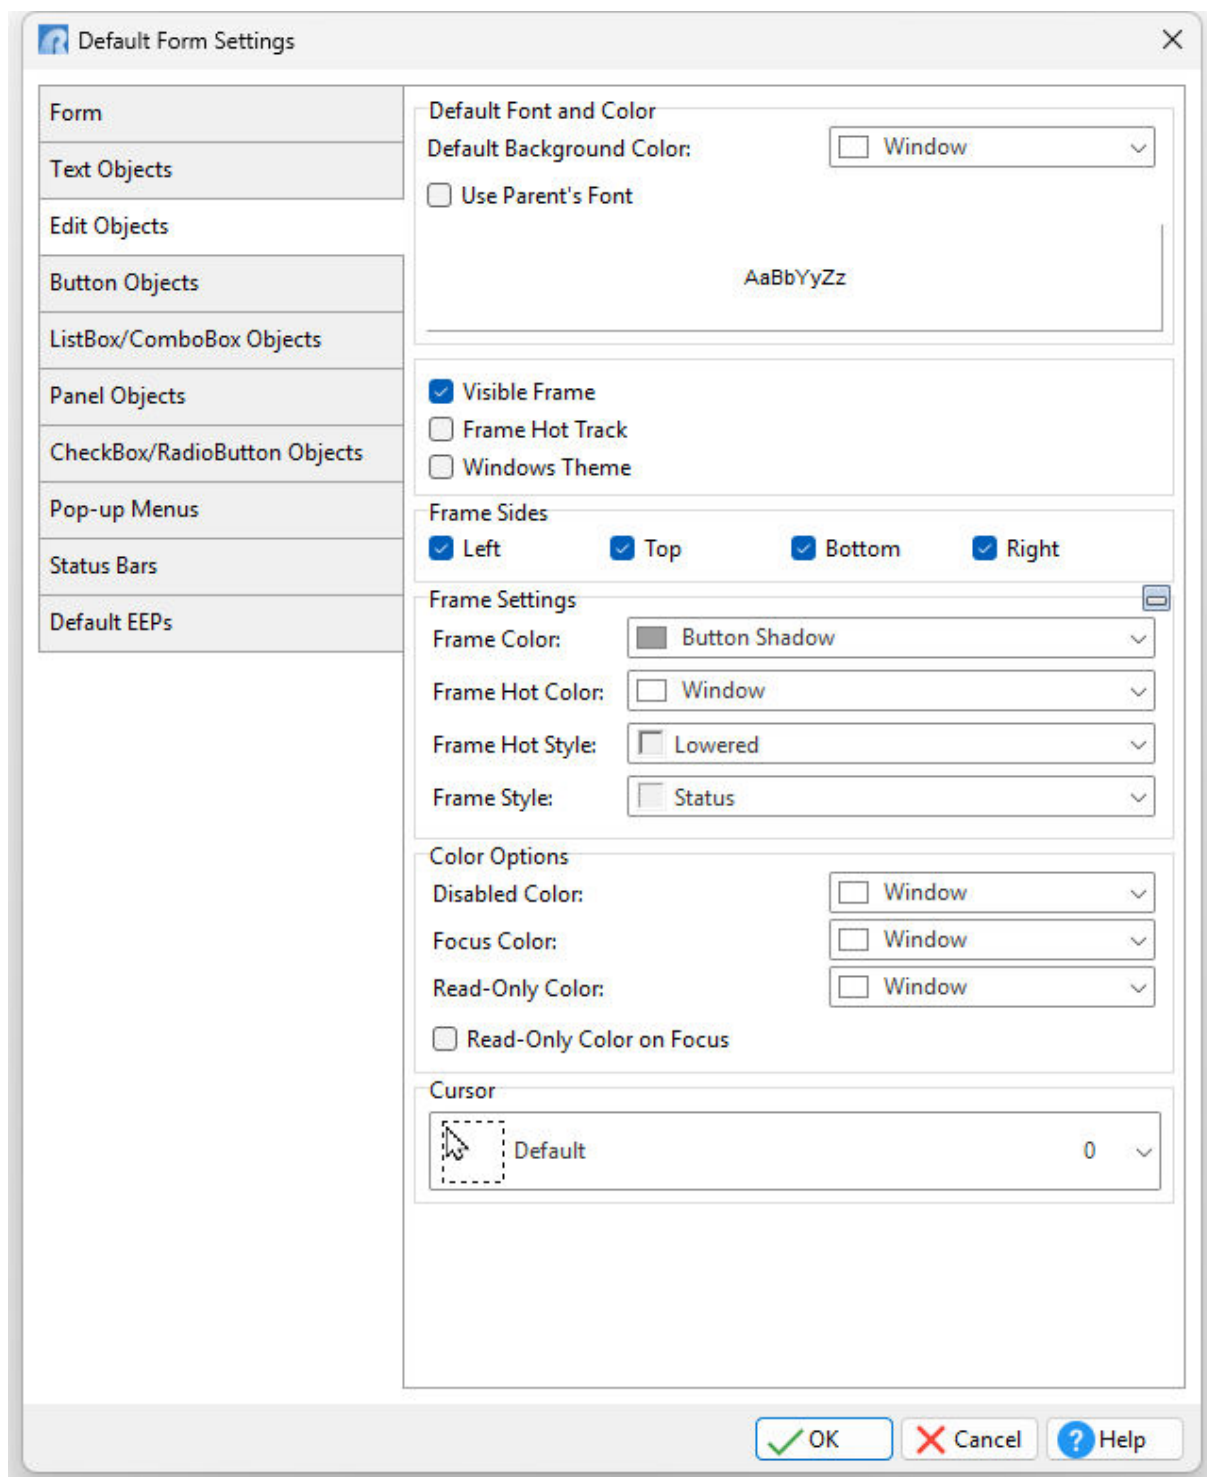 Default Form Settings
Form
Text Objects
Edit Objects
Button Objects
ListBox/ComboBox Objects
Panel Objects
CheckBox/RadioButton Objects
Pop-up Menus
Status Bars
Default EEPs
Default Font and Color
Default Background Color: Window
Use Parent's Font
AaBbYyZz
Visible Frame
Frame Hot Track
Windows Theme
Frame Sides
Left Top Bottom Right
Frame Settings
Frame Color: Button Shadow
Frame Hot Color: Window
Frame Hot Style: Lowered
Frame Style: Status
Color Options
Disabled Color: Window
Focus Color: Window
Read-Only Color: Window
Read-Only Color on Focus
Cursor
Default 0
OK Cancel Help